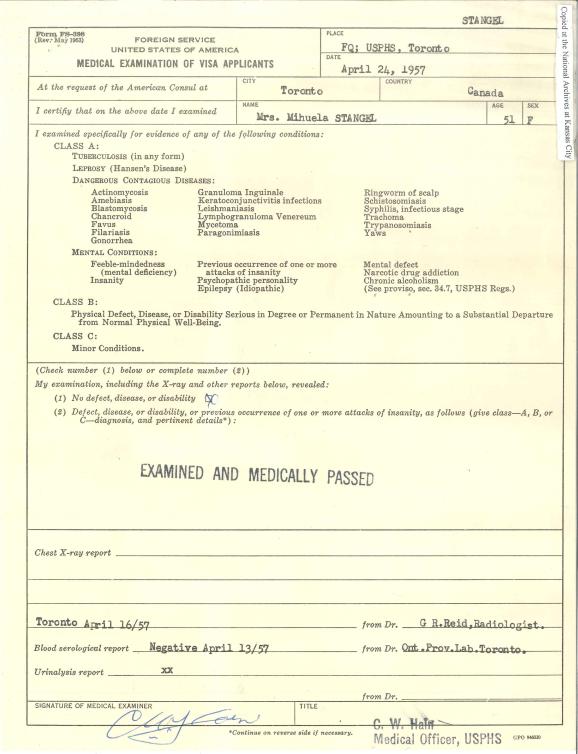 STANGEL
Copied at the National Archives at Kansas City
Form FS-398
(Rev. May 1953)
FOREIGN SERVICE
UNITED STATES OF AMERICA
MEDICAL EXAMINATION OF VISA APPLICANTS
PLACE
FQ; USPHS, Toronto
DATE
April 24, 1957
At the request of the American Consul at
CITY
Toronto
COUNTRY
Canada
I certify that on the above date I examined
NAME
Mrs. Mihuela STANGEL
AGE
51
SEX
F
I examined specifically for evidence of any of the following conditions:
CLASS A:
TUBERCULOSIS (in any form)
LEPROSY (Hansen's Disease)
DANGEROUS CONTAGIOUS DISEASES:
Actinomycosis
Amebiasis
Blastomycosis
Chancroid
Favus
Filariasis
Gonorrhea
Granuloma Inguinale
Keratoconjunctivitis infections
Leishmaniasis
Lymphogranuloma Venereum
Mycetoma
Paragonimiasis
Ringworm of scalp
Schistosomiasis
Syphilis, infectious stage
Trachoma
Trypanosomiasis
Yaws
MENTAL CONDITIONS:
Feeble-mindedness
(mental deficiency)
Insanity
Previous occurrence of one or more
attacks of insanity
Psychopathic personality
Epilepsy (Idiopathic)
Mental defect
Narcotic drug addiction
Chronic alcoholism
(See proviso, sec. 34.7, USPHS Regs.)
CLASS B:
Physical Defect, Disease, or Disability Serious in Degree or Permanent in Nature Amounting to a Substantial Departure
from Normal Physical Well-Being.
CLASS C:
Minor Conditions.
(Check number (1) below or complete number (2))
My examination, including the X-ray and other reports below, revealed:
(1) No defect, disease, or disability X
(2) Defect, disease, or disability, or previous occurrence of one or more attacks of insanity, as follows (give class—A, B, or
C—diagnosis, and pertinent details*):
EXAMINED AND MEDICALLY PASSED
Chest X-ray report
Toronto April 16/57 from Dr. G R.Reid,Radiologist.
Blood serological report Negative April 13/57 from Dr. Ont.Prov.Lab.Toronto.
Urinalysis report xx
from Dr.
SIGNATURE OF MEDICAL EXAMINER
TITLE
C. W.
Medical Officer, USPHS
*Continue on reverse side if necessary.
GPO